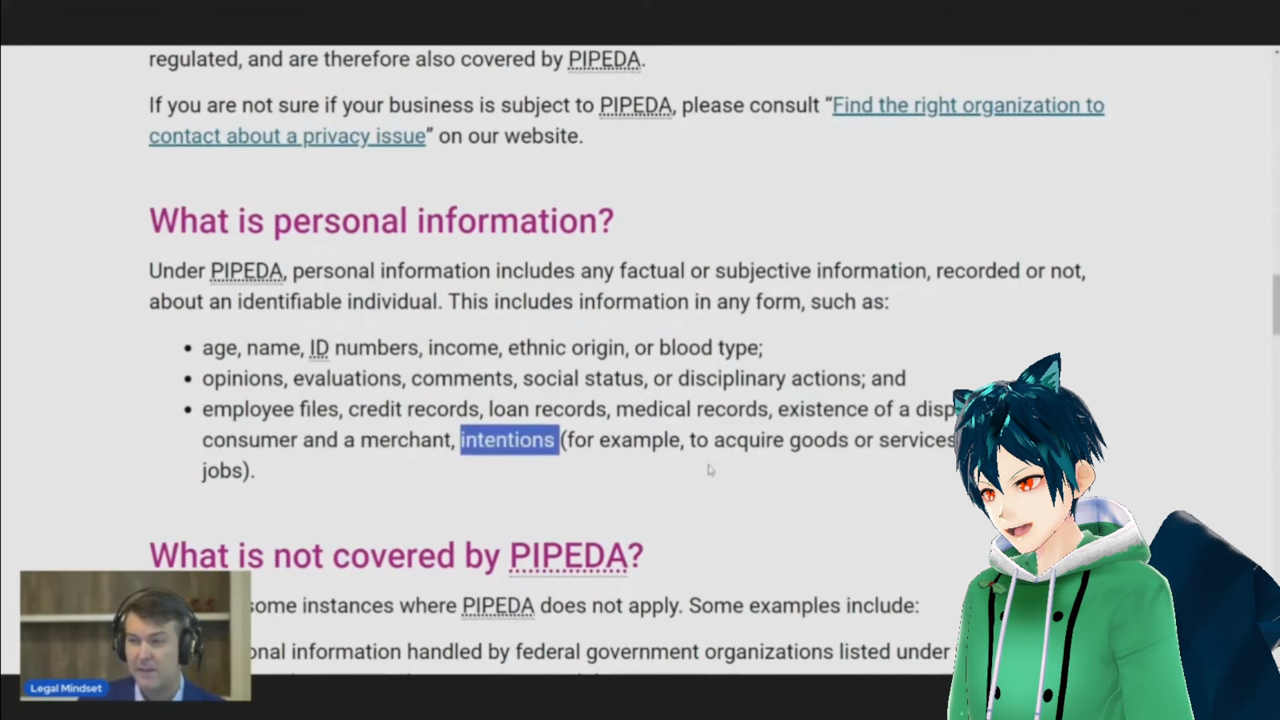 regulated, and are therefore also covered by PIPEDA.
If you are not sure if your business is subject to PIPEDA, please consult “Find the right organization to
contact about a privacy issue” on our website.
What is personal information?
Under PIPEDA, personal information includes any factual or subjective information, recorded or not,
about an identifiable individual. This includes information in any form, such as:
• age, name, ID numbers, income, ethnic origin, or blood type;
• opinions, evaluations, comments, social status, or disciplinary actions; and
• employee files, credit records, loan records, medical records, existence of a
consumer and a merchant, intentions (for example, to acquire goods or services
jobs).
What is not covered by PIPEDA?
some instances where PIPEDA does not apply. Some examples include:
information handled by federal government organizations listed under
Legal Mindset